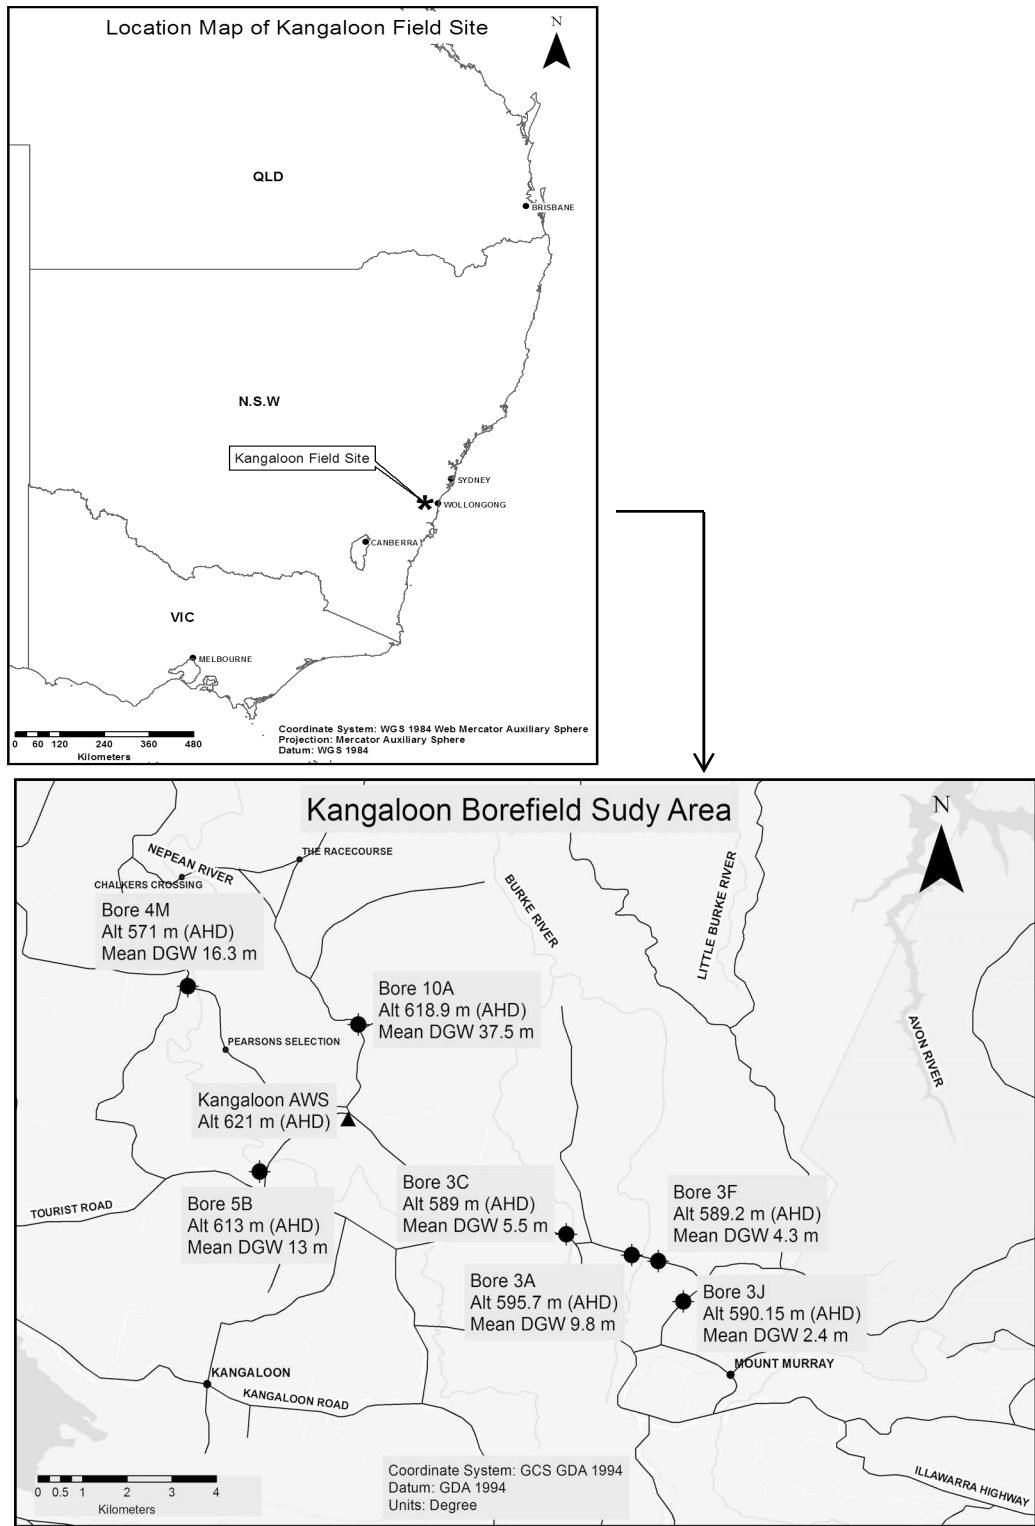 Location Map of Kangaloon Field Site
N
QLD
BRISBANE
N.S.W
Kangaloon Field Site
SYDNEY
WOLLONGONG
CANBERRA
VIC
MELBOURNE
0 60 120 240 360 480
Kilometers
Coordinate System: WGS 1984 Web Mercator Auxiliary Sphere
Projection: Mercator Auxiliary Sphere
Datum: WGS 1984
Kangaloon Borefield Sudy Area
N
NEPEAN RIVER
THE RACECOURSE
CHALKERS CROSSING
BURKE RIVER
LITTLE BURKE RIVER
AVON RIVER
Bore 4M
Alt 571 m (AHD)
Mean DGW 16.3 m
Bore 10A
Alt 618.9 m (AHD)
Mean DGW 37.5 m
PEARSONS SELECTION
Kangaloon AWS
Alt 621 m (AHD)
Bore 3C
Alt 589 m (AHD)
Mean DGW 5.5 m
Bore 3F
Alt 589.2 m (AHD)
Mean DGW 4.3 m
TOURIST ROAD
Bore 5B
Alt 613 m (AHD)
Mean DGW 13 m
Bore 3A
Alt 595.7 m (AHD)
Mean DGW 9.8 m
Bore 3J
Alt 590.15 m (AHD)
Mean DGW 2.4 m
MOUNT MURRAY
KANGALOON
KANGALOON ROAD
ILLAWARRA HIGHWAY
0 0.5 1 2 3 4
Kilometers
Coordinate System: GCS GDA 1994
Datum: GDA 1994
Units: Degree